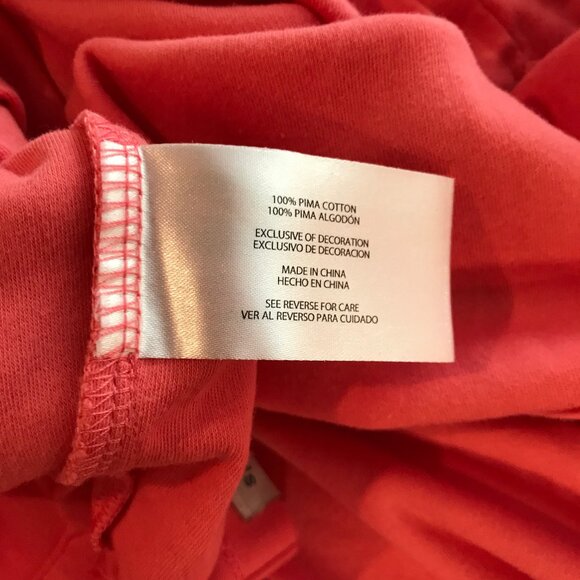 100% PIMA COTTON
100% PIMA ALGODÓN
EXCLUSIVE OF DECORATION
EXCLUSIVO DE DECORACION
MADE IN CHINA
HECHO EN CHINA
SEE REVERSE FOR CARE
VER AL REVERSO PARA CUIDADO